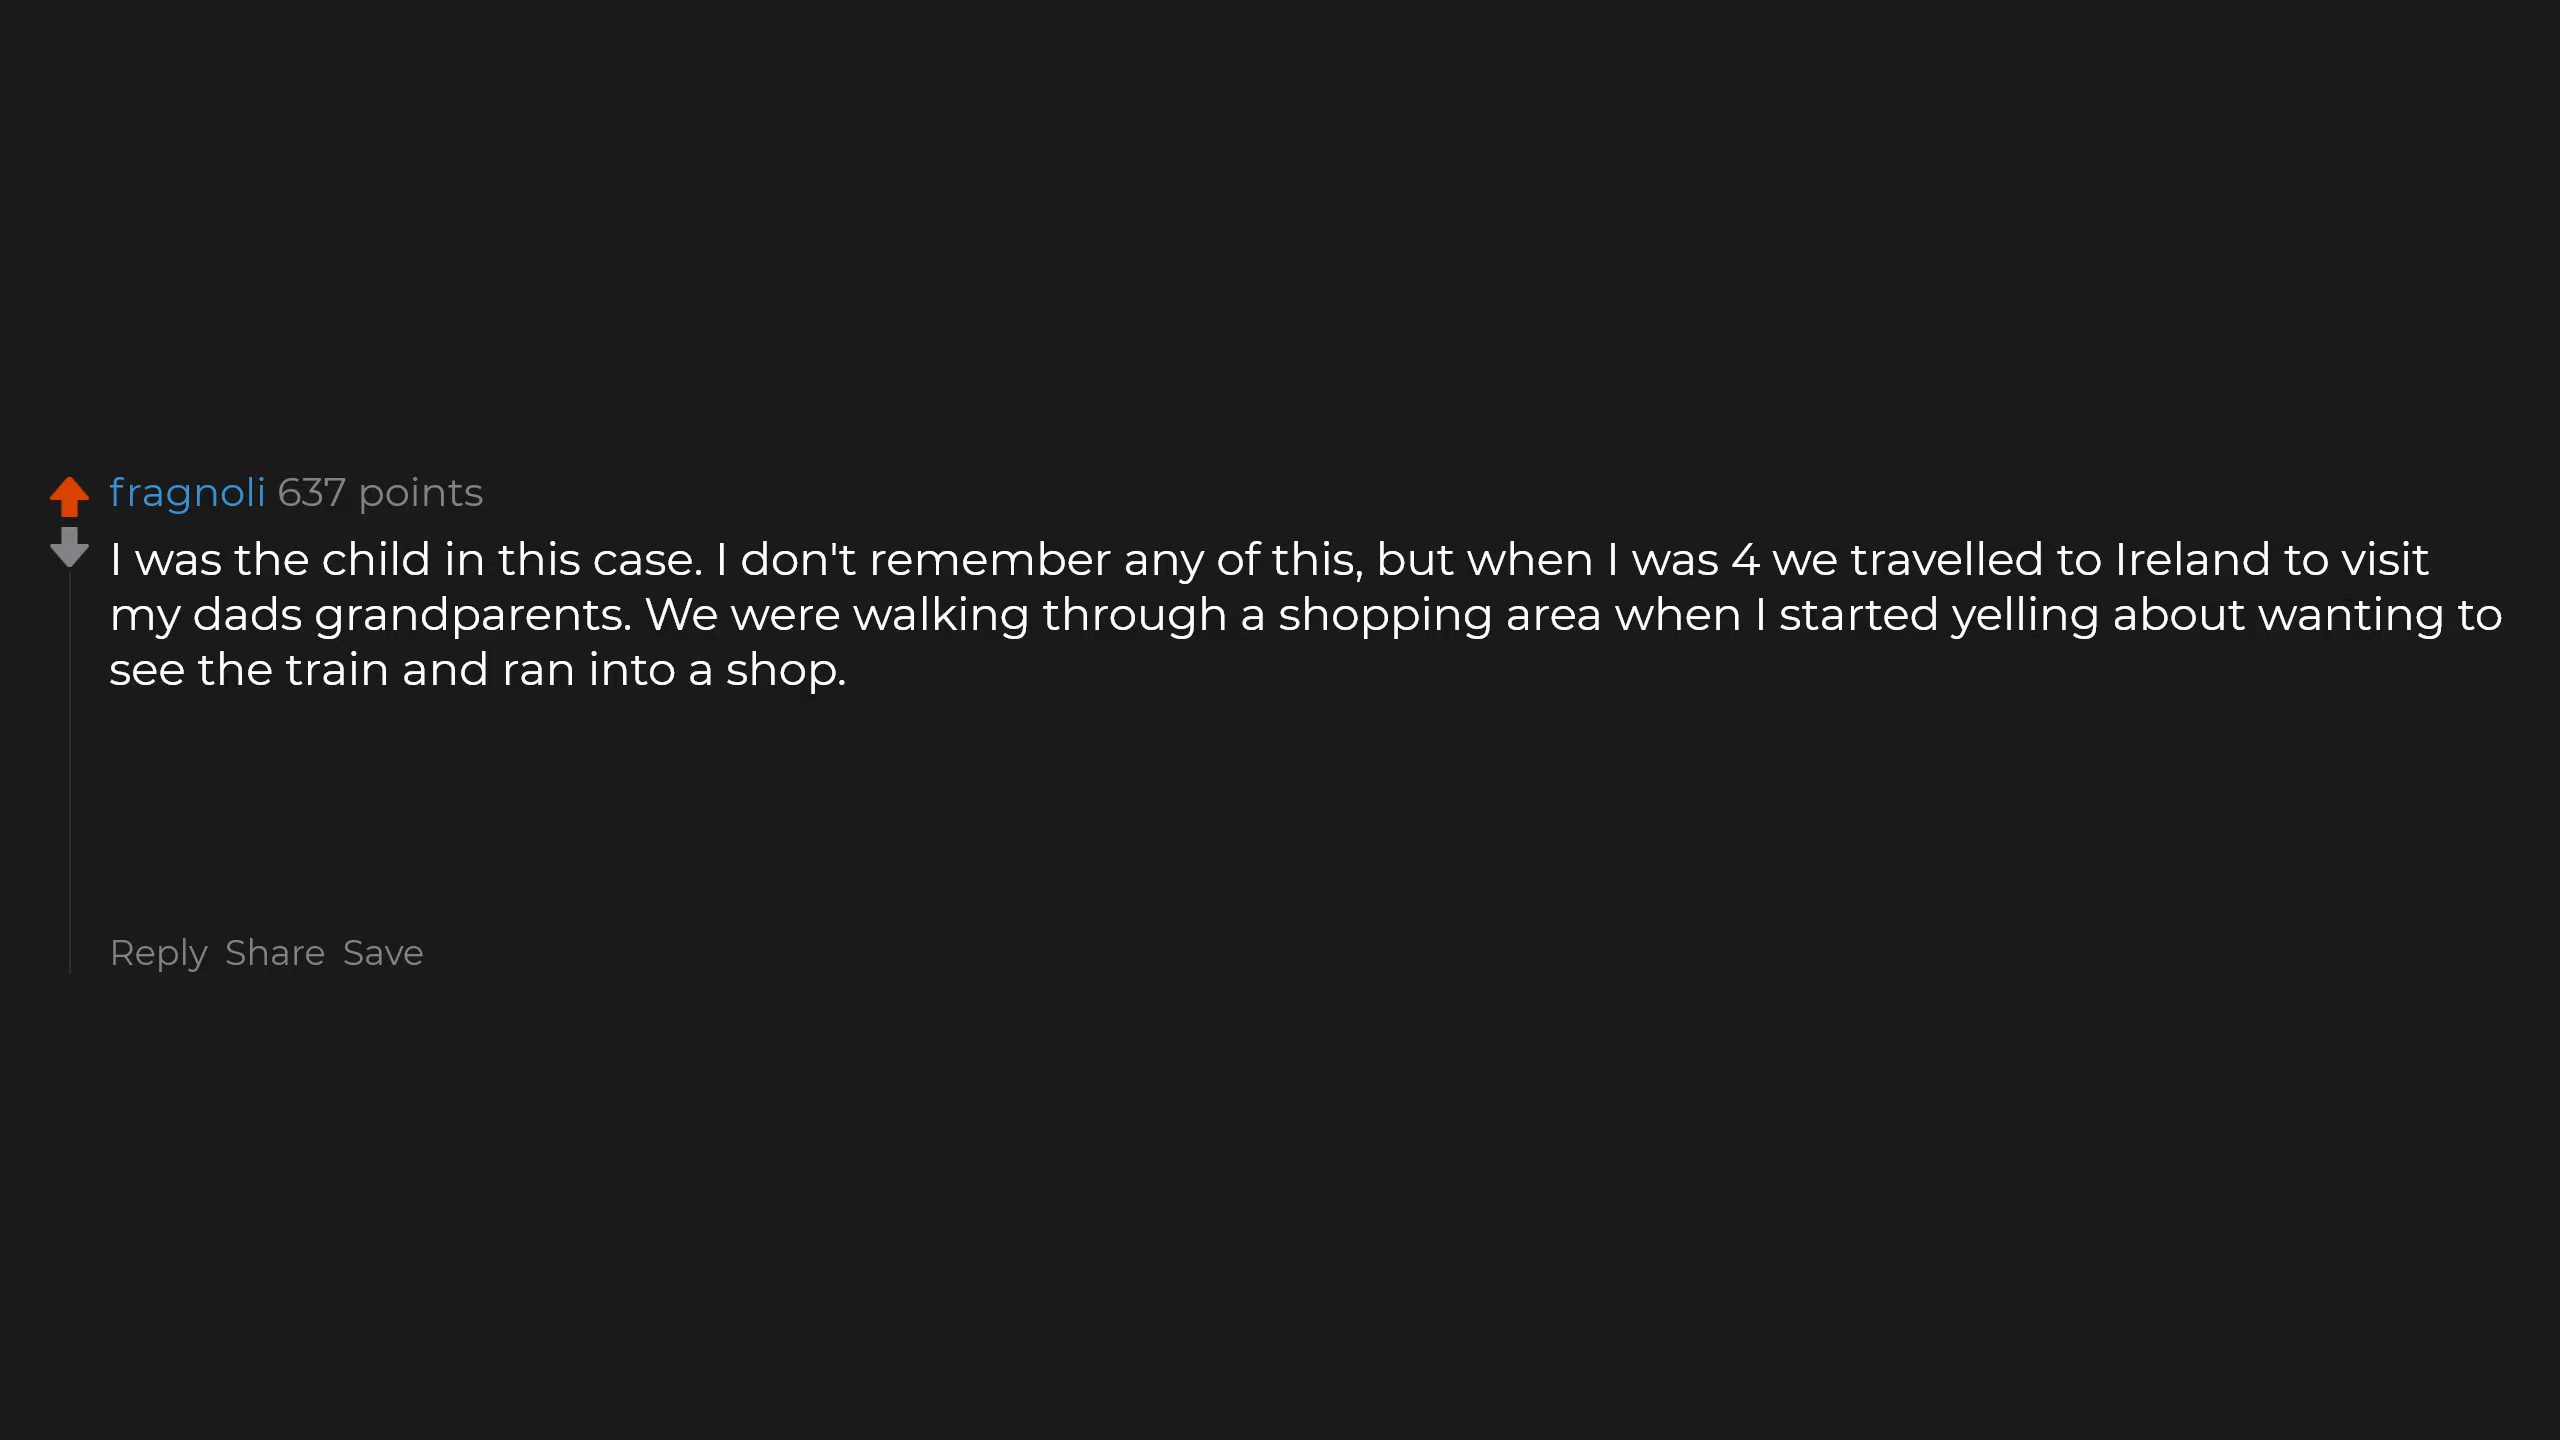 fragnoli 637 points
I was the child in this case. I don't remember any of this, but when I was 4 we travelled to Ireland to visit
my dads grandparents. We were walking through a shopping area when I started yelling about wanting to
see the train and ran into a shop.
Reply Share Save